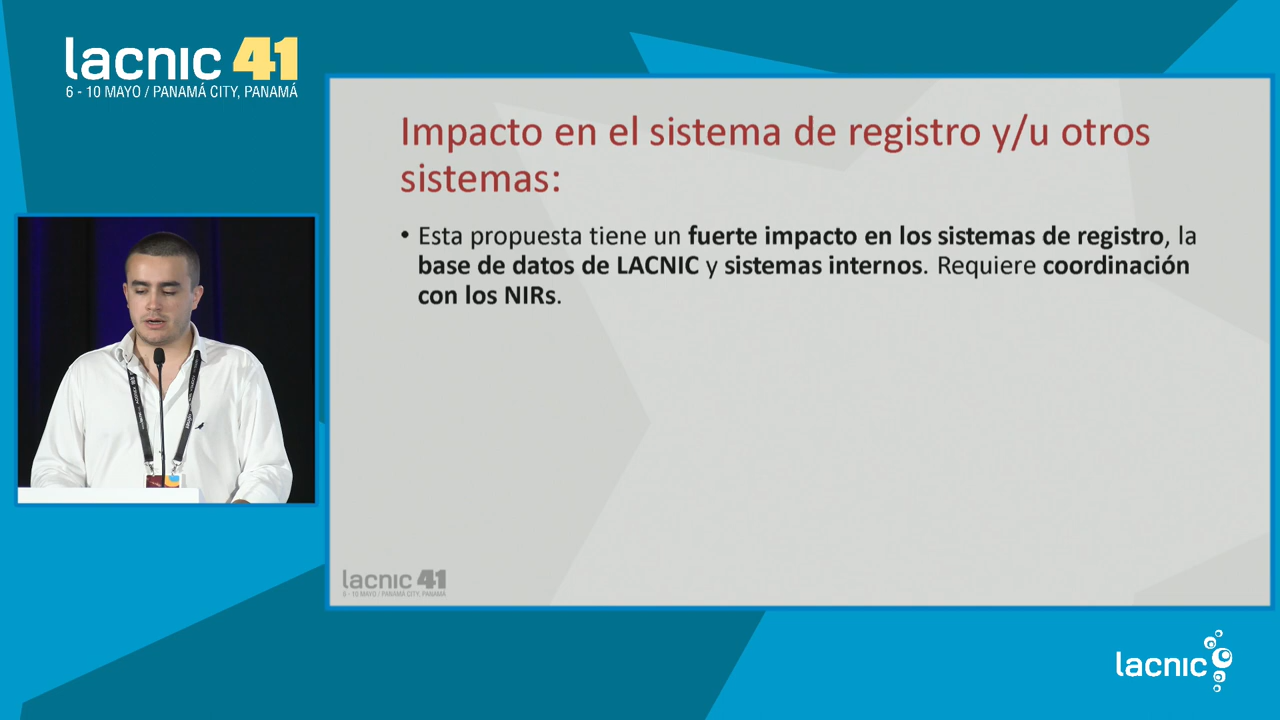 lacnic 41
6 - 10 MAYO / PANAMÁ CITY, PANAMÁ
Impacto en el sistema de registro y/u otros
sistemas:
• Esta propuesta tiene un fuerte impacto en los sistemas de registro, la
base de datos de LACNIC y sistemas internos. Requiere coordinación
con los NIRs.
lacnic 41
6 - 10 MAYO / PANAMÁ CITY, PANAMÁ
lacnic